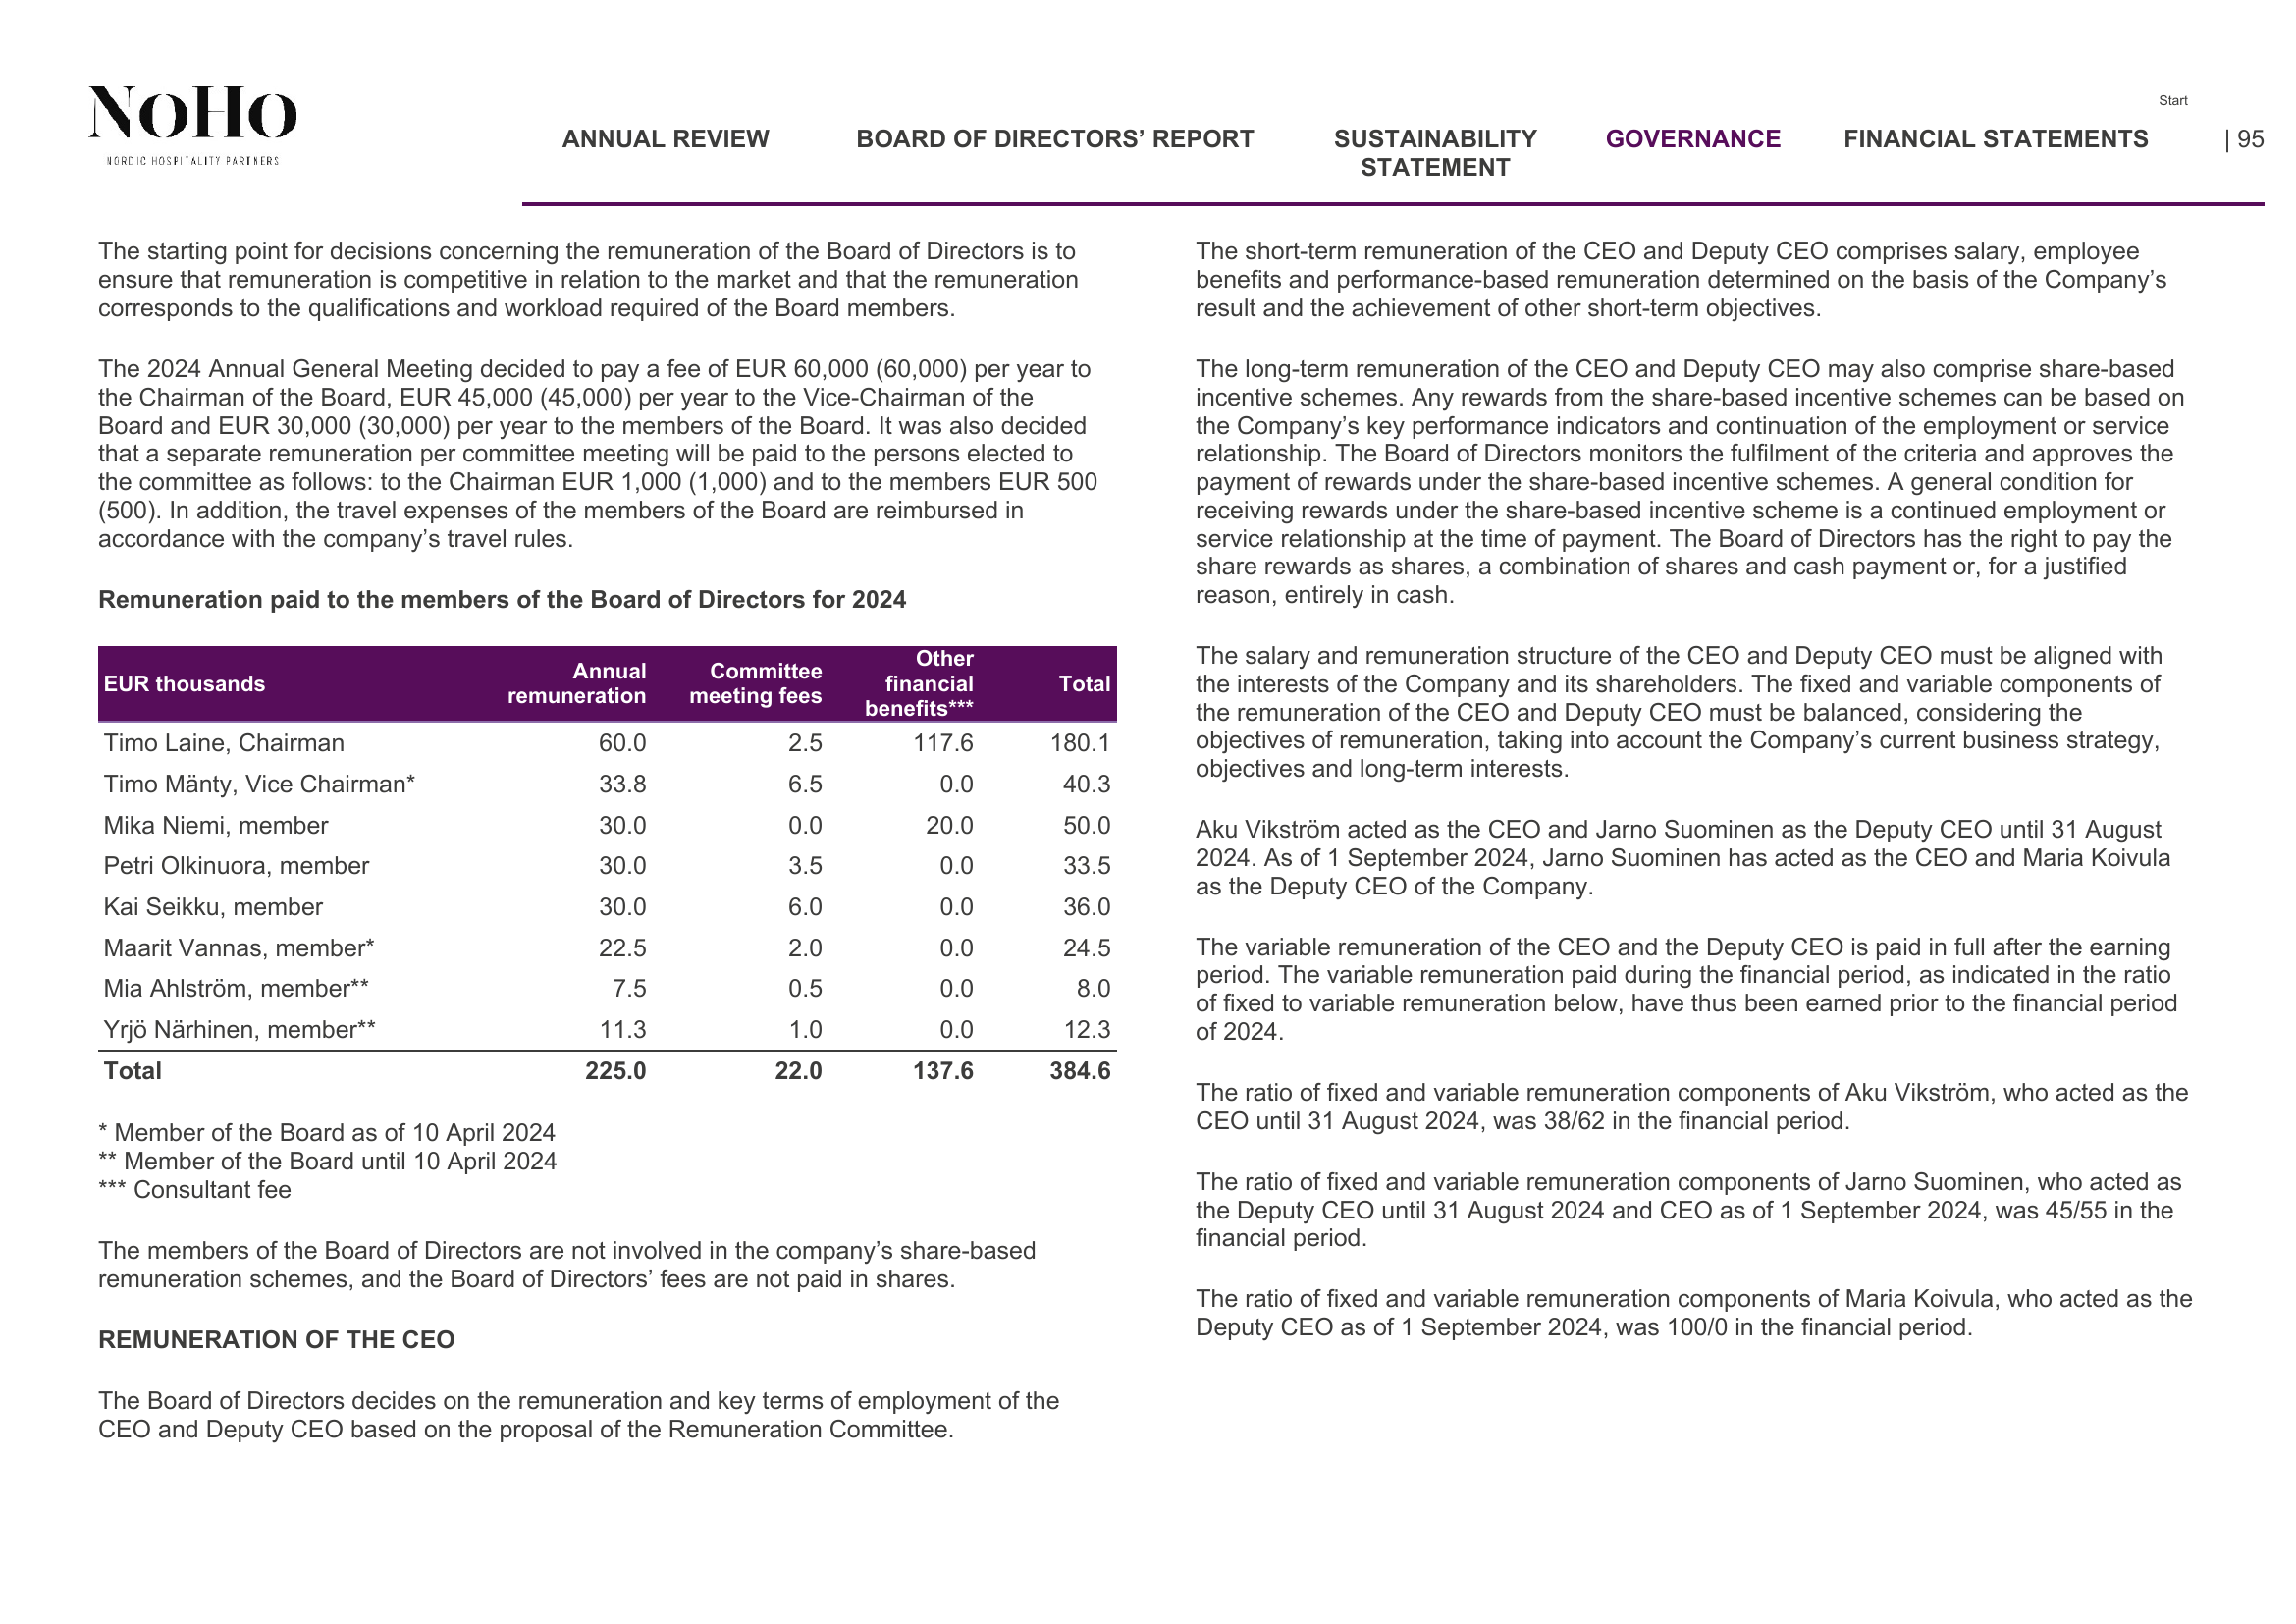 NoHo
NORDIC HOSPITALITY PARTNERS
Start
ANNUAL REVIEW BOARD OF DIRECTORS’ REPORT SUSTAINABILITY STATEMENT GOVERNANCE FINANCIAL STATEMENTS | 95
The starting point for decisions concerning the remuneration of the Board of Directors is to
ensure that remuneration is competitive in relation to the market and that the remuneration
corresponds to the qualifications and workload required of the Board members.
The 2024 Annual General Meeting decided to pay a fee of EUR 60,000 (60,000) per year to
the Chairman of the Board, EUR 45,000 (45,000) per year to the Vice-Chairman of the
Board and EUR 30,000 (30,000) per year to the members of the Board. It was also decided
that a separate remuneration per committee meeting will be paid to the persons elected to
the committee as follows: to the Chairman EUR 1,000 (1,000) and to the members EUR 500
(500). In addition, the travel expenses of the members of the Board are reimbursed in
accordance with the company’s travel rules.
Remuneration paid to the members of the Board of Directors for 2024
EUR thousands Annual remuneration Committee meeting fees Other financial benefits*** Total
Timo Laine, Chairman 60.0 2.5 117.6 180.1
Timo Mänty, Vice Chairman* 33.8 6.5 0.0 40.3
Mika Niemi, member 30.0 0.0 20.0 50.0
Petri Olkinuora, member 30.0 3.5 0.0 33.5
Kai Seikku, member 30.0 6.0 0.0 36.0
Maarit Vannas, member* 22.5 2.0 0.0 24.5
Mia Ahlström, member** 7.5 0.5 0.0 8.0
Yrjö Närhinen, member** 11.3 1.0 0.0 12.3
Total 225.0 22.0 137.6 384.6
* Member of the Board as of 10 April 2024
** Member of the Board until 10 April 2024
*** Consultant fee
The members of the Board of Directors are not involved in the company’s share-based
remuneration schemes, and the Board of Directors’ fees are not paid in shares.
REMUNERATION OF THE CEO
The Board of Directors decides on the remuneration and key terms of employment of the
CEO and Deputy CEO based on the proposal of the Remuneration Committee.
The short-term remuneration of the CEO and Deputy CEO comprises salary, employee
benefits and performance-based remuneration determined on the basis of the Company’s
result and the achievement of other short-term objectives.
The long-term remuneration of the CEO and Deputy CEO may also comprise share-based
incentive schemes. Any rewards from the share-based incentive schemes can be based on
the Company’s key performance indicators and continuation of the employment or service
relationship. The Board of Directors monitors the fulfilment of the criteria and approves the
payment of rewards under the share-based incentive schemes. A general condition for
receiving rewards under the share-based incentive scheme is a continued employment or
service relationship at the time of payment. The Board of Directors has the right to pay the
share rewards as shares, a combination of shares and cash payment or, for a justified
reason, entirely in cash.
The salary and remuneration structure of the CEO and Deputy CEO must be aligned with
the interests of the Company and its shareholders. The fixed and variable components of
the remuneration of the CEO and Deputy CEO must be balanced, considering the
objectives of remuneration, taking into account the Company’s current business strategy,
objectives and long-term interests.
Aku Vikström acted as the CEO and Jarno Suominen as the Deputy CEO until 31 August
2024. As of 1 September 2024, Jarno Suominen has acted as the CEO and Maria Koivula
as the Deputy CEO of the Company.
The variable remuneration of the CEO and the Deputy CEO is paid in full after the earning
period. The variable remuneration paid during the financial period, as indicated in the ratio
of fixed to variable remuneration below, have thus been earned prior to the financial period
of 2024.
The ratio of fixed and variable remuneration components of Aku Vikström, who acted as the
CEO until 31 August 2024, was 38/62 in the financial period.
The ratio of fixed and variable remuneration components of Jarno Suominen, who acted as
the Deputy CEO until 31 August 2024 and CEO as of 1 September 2024, was 45/55 in the
financial period.
The ratio of fixed and variable remuneration components of Maria Koivula, who acted as the
Deputy CEO as of 1 September 2024, was 100/0 in the financial period.